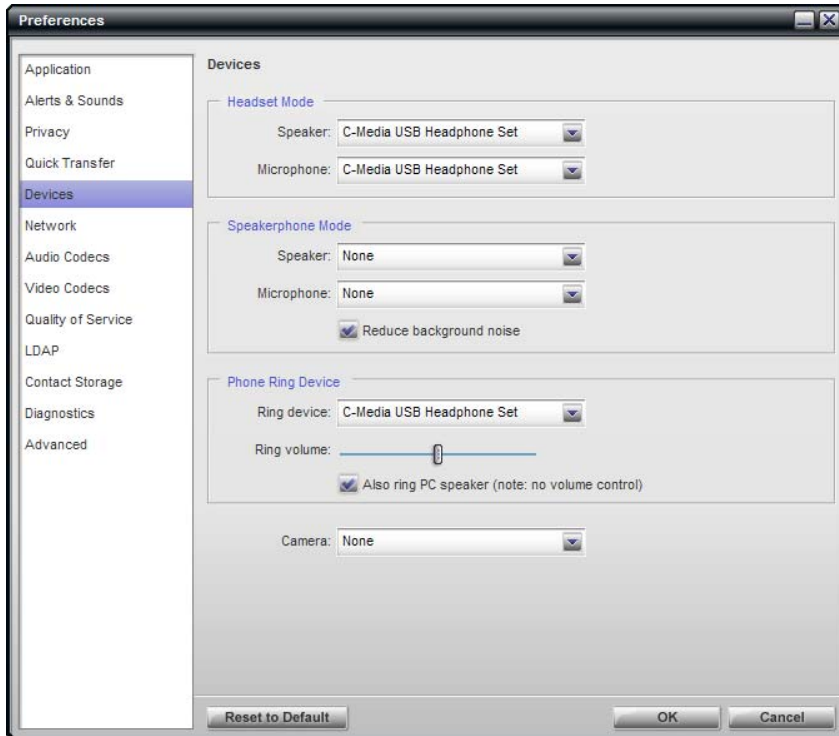 Preferences
Application
Alerts & Sounds
Privacy
Quick Transfer
Devices
Network
Audio Codecs
Video Codecs
Quality of Service
LDAP
Contact Storage
Diagnostics
Advanced
Devices
Headset Mode
Speaker: C-Media USB Headphone Set
Microphone: C-Media USB Headphone Set
Speakerphone Mode
Speaker: None
Microphone: None
Reduce background noise
Phone Ring Device
Ring device: C-Media USB Headphone Set
Ring volume:
Also ring PC speaker (note: no volume control)
Camera: None
Reset to Default OK Cancel